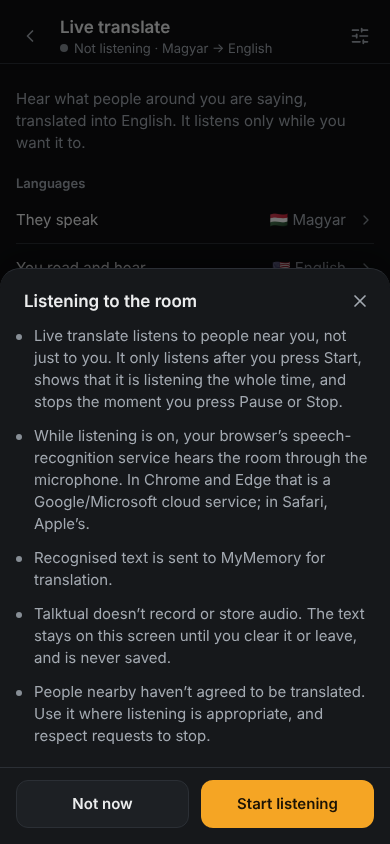 Live translate
Not listening · Magyar → English
Hear what people around you are saying,
translated into English. It listens only while you
want it to.
Languages
They speak
Magyar
You read and hear
English
Listening to the room
Live translate listens to people near you, not
just to you. It only listens after you press Start,
shows that it is listening the whole time, and
stops the moment you press Pause or Stop.
While listening is on, your browser’s speech-
recognition service hears the room through the
microphone. In Chrome and Edge that is a
Google/Microsoft cloud service; in Safari,
Apple’s.
Recognised text is sent to MyMemory for
translation.
Talktual doesn’t record or store audio. The text
stays on this screen until you clear it or leave,
and is never saved.
People nearby haven’t agreed to be translated.
Use it where listening is appropriate, and
respect requests to stop.
Not now
Start listening